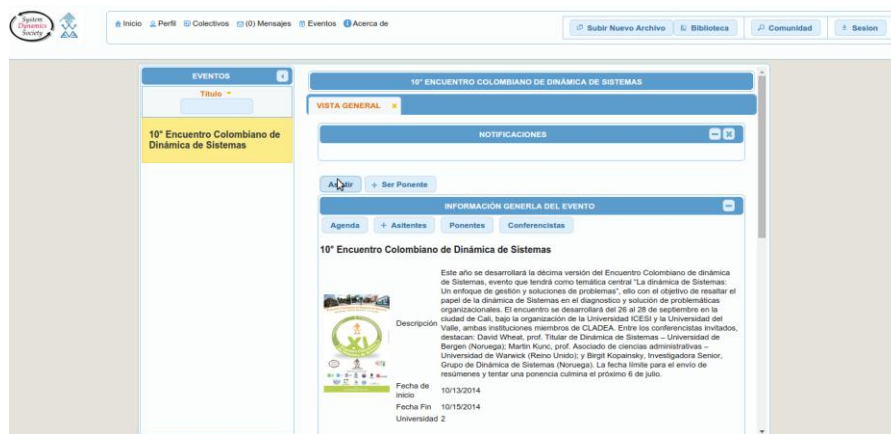 System
Dynamics
Society
Inicio Perfil Colectivos (0) Mensajes Eventos Acerca de
Subir Nuevo Archivo Biblioteca Comunidad Sesion
EVENTOS
Título
10° Encuentro Colombiano de
Dinámica de Sistemas
10° ENCUENTRO COLOMBIANO DE DINÁMICA DE SISTEMAS
VISTA GENERAL
NOTIFICACIONES
+ Ser Ponente
INFORMACIÓN GENERLA DEL EVENTO
Agenda + Asitentes Ponentes Conferencistas
10° Encuentro Colombiano de Dinámica de Sistemas
Descripción
Este año se desarrollará la décima versión del Encuentro Colombiano de dinámica
de Sistemas, evento que tendrá como temática central "La dinámica de Sistemas:
Un enfoque de gestión y soluciones de problemas", ello con el objetivo de resaltar el
papel de la dinámica de Sistemas en el diagnostico y solución de problemáticas
organizacionales. El encuentro se desarrollará del 26 al 28 de septiembre en la
ciudad de Cali, bajo la organización de la Universidad ICESI y la Universidad del
Valle, ambas instituciones miembros de CLADEA. Entre los conferencistas invitados,
destacan: David Wheat, prof. Titular de Dinámica de Sistemas – Universidad de
Bergen (Noruega); Martin Kunc, prof. Asociado de ciencias administrativas –
Universidad de Warwick (Reino Unido); y Birgit Kopainsky, Investigadora Senior,
Grupo de Dinámica de Sistemas (Noruega). La fecha límite para el envío de
resúmenes y tentar una ponencia culmina el próximo 6 de julio.
XI
Fecha de
inicio
10/13/2014
Fecha Fin 10/15/2014
Universidad 2